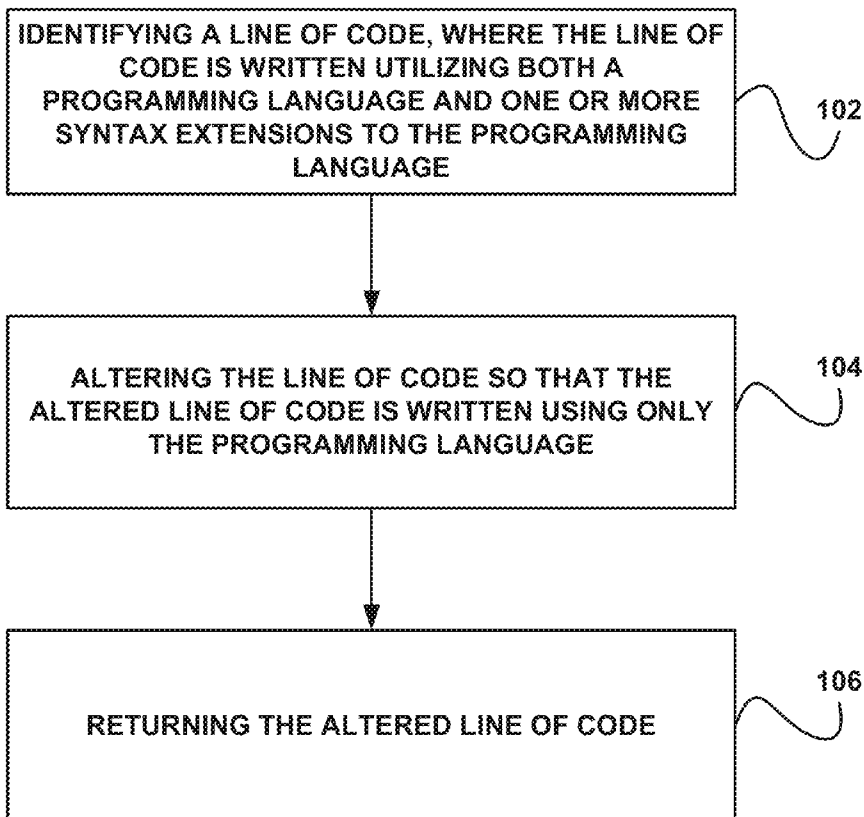 IDENTIFYING A LINE OF CODE, WHERE THE LINE OF
CODE IS WRITTEN UTILIZING BOTH A
PROGRAMMING LANGUAGE AND ONE OR MORE
SYNTAX EXTENSIONS TO THE PROGRAMMING
LANGUAGE
102
ALTERING THE LINE OF CODE SO THAT THE
ALTERED LINE OF CODE IS WRITTEN USING ONLY
THE PROGRAMMING LANGUAGE
104
RETURNING THE ALTERED LINE OF CODE
106